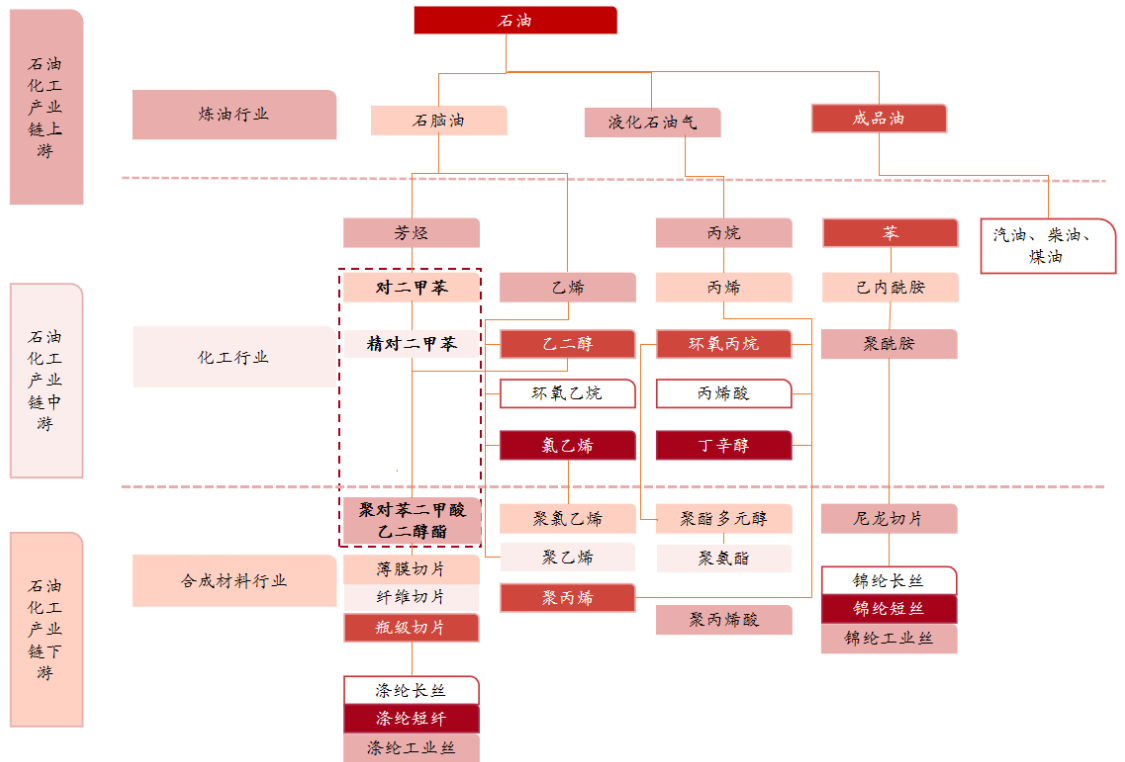 石油
石油
化工
产业
链上
游
炼油行业
石脑油
液化石油气
成品油
芳烃
丙烷
苯
汽油、柴油、
煤油
石油
化工
产业
链中
游
化工行业
对二甲苯
乙烯
丙烯
己内酰胺
精对二甲苯
乙二醇
环氧丙烷
聚酰胺
环氧乙烷
丙烯酸
氯乙烯
丁辛醇
石油
化工
产业
链下
游
合成材料行业
聚对苯二甲酸
乙二醇酯
聚氯乙烯
聚酯多元醇
尼龙切片
聚乙烯
聚氨酯
薄膜切片
纤维切片
聚丙烯
瓶级切片
聚丙烯酸
锦纶长丝
锦纶短丝
锦纶工业丝
涤纶长丝
涤纶短纤
涤纶工业丝